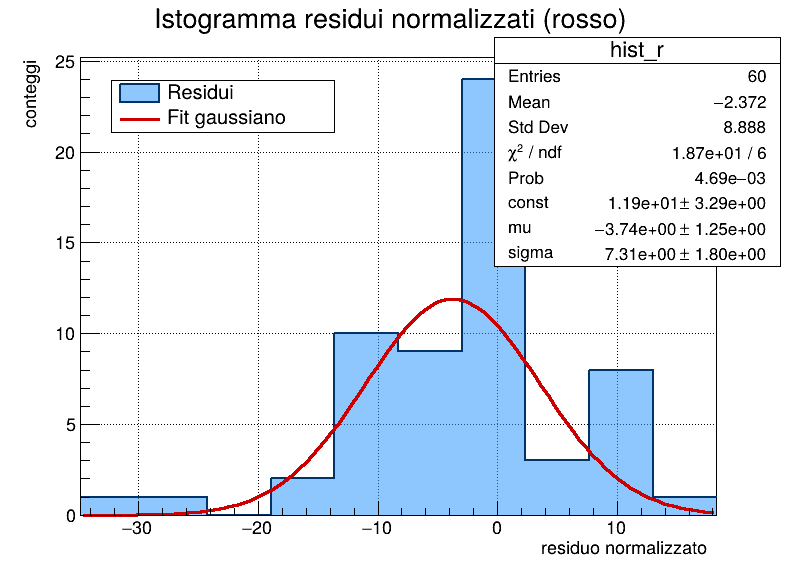 Istogramma residui normalizzati (rosso)
hist_r
Entries 60
Mean −2.372
Std Dev 8.888
χ² / ndf 1.87e+01 / 6
Prob 4.69e−03
const 1.19e+01± 3.29e+00
mu −3.74e+00 ± 1.25e+00
sigma 7.31e+00 ± 1.80e+00
Residui
Fit gaussiano
conteggi
25
20
15
10
5
0
−30 −20 −10 0 10
residuo normalizzato